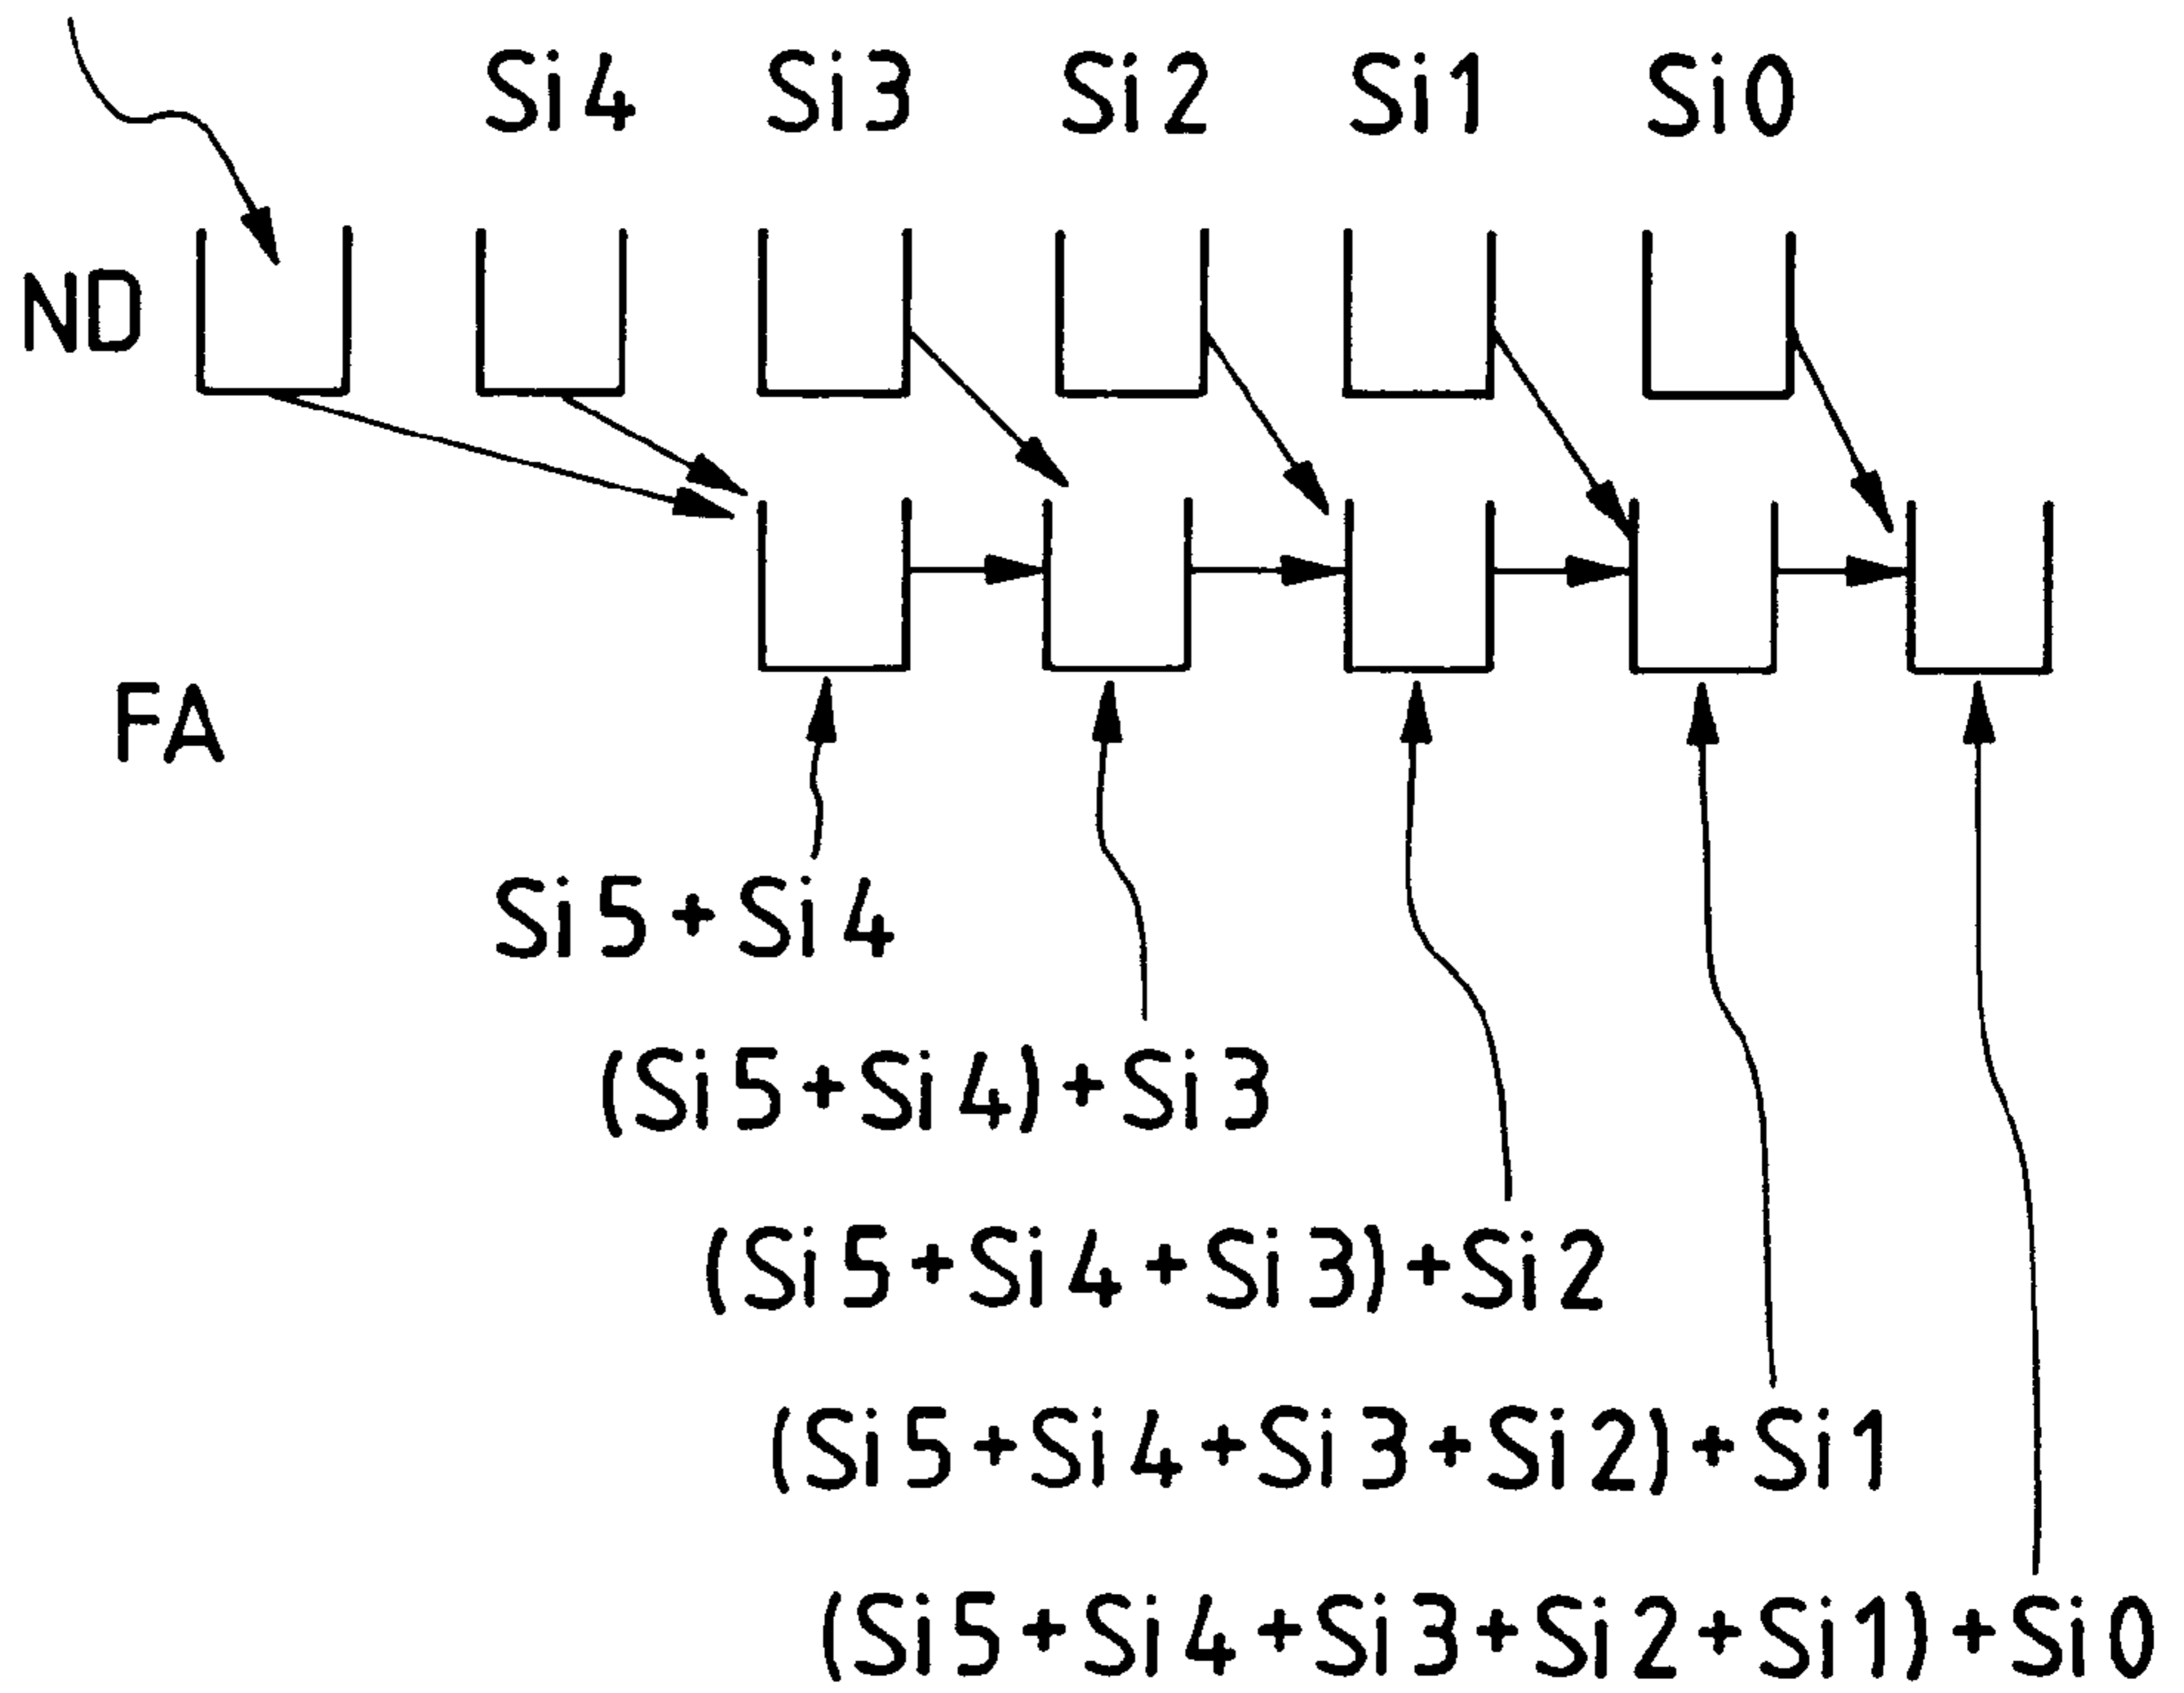 Si4 Si3 Si2 Si1 Si0
ND
FA
Si5+Si4
(Si5+Si4)+Si3
(Si5+Si4+Si3)+Si2
(Si5+Si4+Si3+Si2)+Si1
(Si5+Si4+Si3+Si2+Si1)+Si0